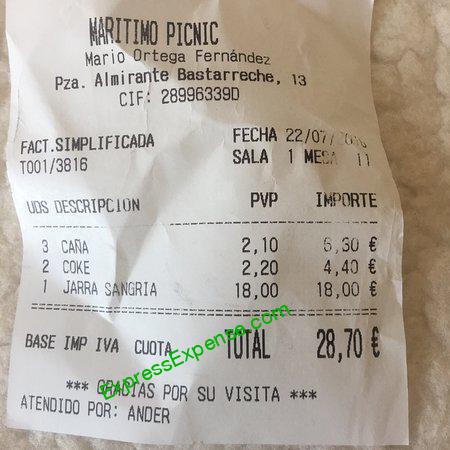 MARITIMO PICNIC
Mario Ortega Fernández
Pza. Almirante Bastarreche, 13
CIF: 28996339D
FACT.SIMPLIFICADA FECHA 22/07/
T001/3816 SALA 1 MESA 11
UDS DESCRIPCION PVP IMPORTE
3 CAÑA 2,10 6,30 €
2 COKE 2,20 4,40 €
1 JARRA SANGRIA 18,00 18,00 €
BASE IMP IVA CUOTA TOTAL 28,70 €
ExpressExpense.com
*** GRACIAS POR SU VISITA ***
ATENDIDO POR: ANDER